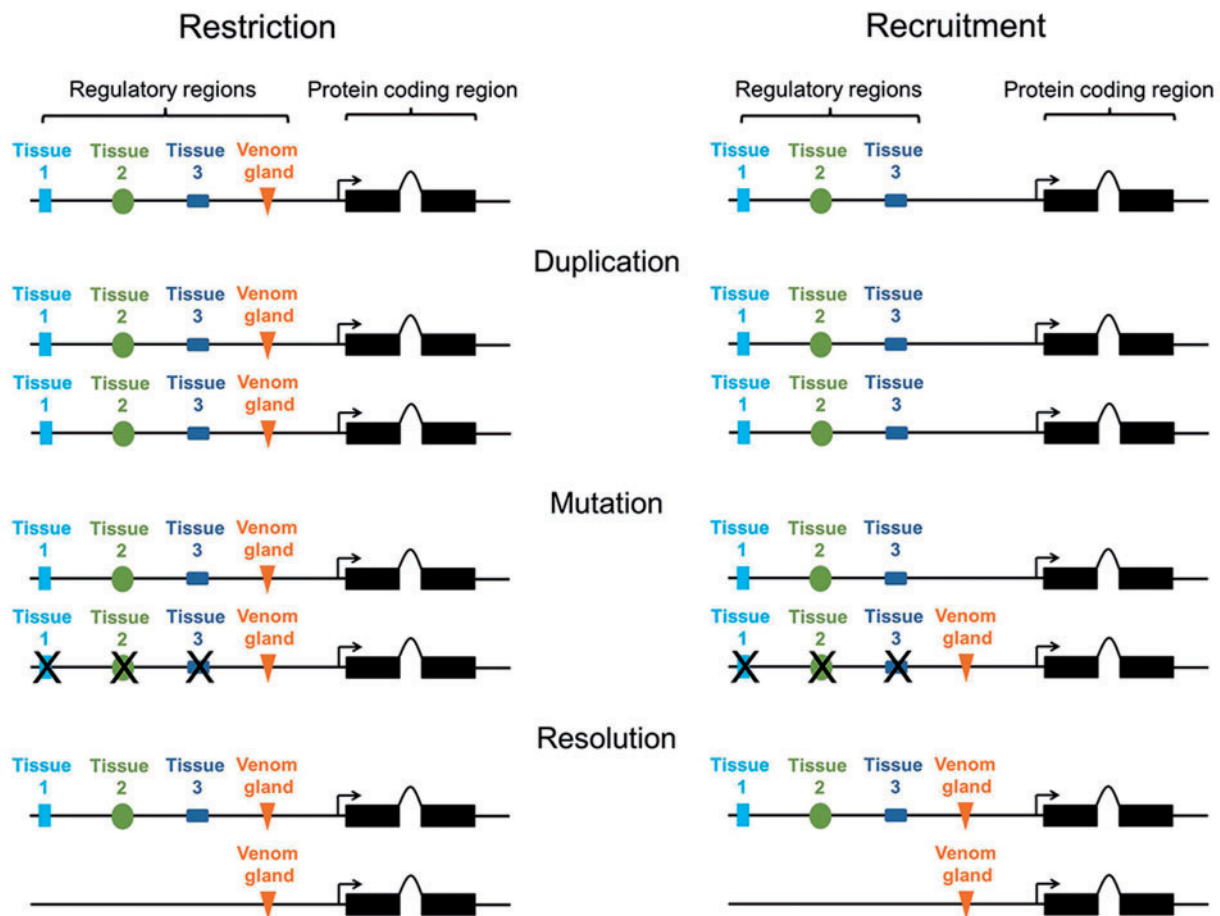 Restriction Recruitment
Regulatory regions Protein coding region Regulatory regions Protein coding region
Tissue Tissue Tissue Venom Tissue Tissue Tissue
1 2 3 gland 1 2 3
Duplication
Tissue Tissue Tissue Venom Tissue Tissue Tissue
1 2 3 gland 1 2 3
Tissue Tissue Tissue Venom Tissue Tissue Tissue
1 2 3 gland 1 2 3
Mutation
Tissue Tissue Tissue Venom Tissue Tissue Tissue
1 2 3 gland 1 2 3
Tissue Tissue Tissue Venom Tissue Tissue Tissue Venom
1 2 3 gland 1 2 3 gland
X X X X X X
Resolution
Tissue Tissue Tissue Venom Tissue Tissue Tissue Venom
1 2 3 gland 1 2 3 gland
Venom Venom
gland gland